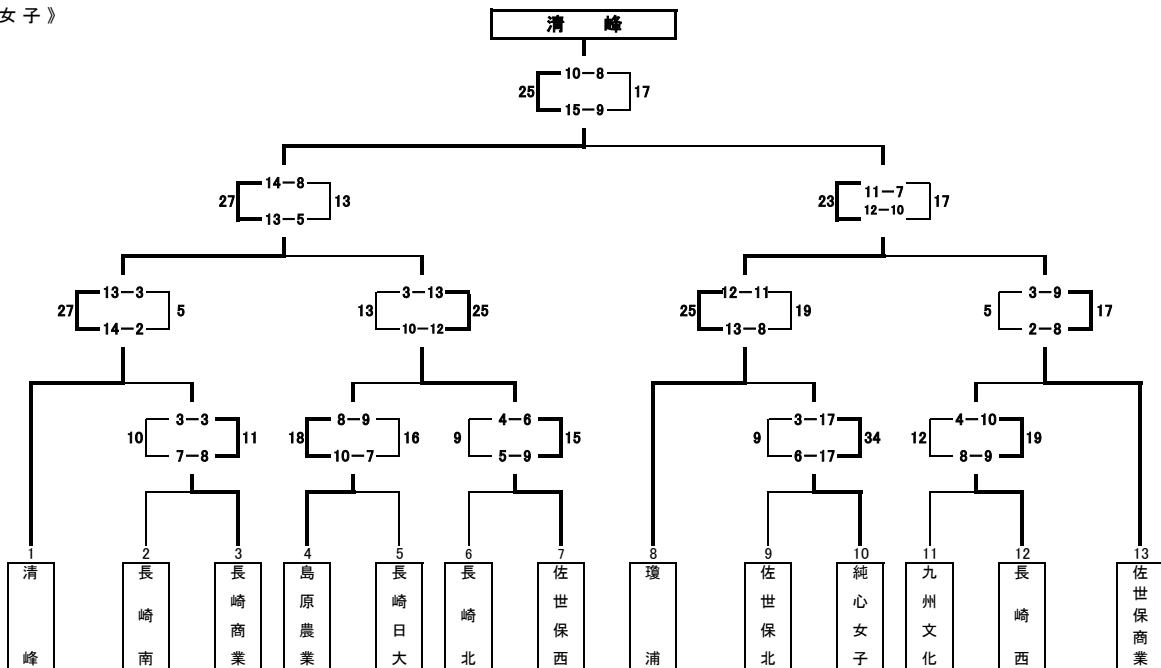 女 子 》
清 峰
10－8
25 17
15－9
14－8
27 13
13－5
11－7
23 17
12－10
13－3
27 5
14－2
3－13
13 25
10－12
12－11
25 19
13－8
3－9
5 17
2－8
3－3
10 11
7－8
8－9
18 16
10－7
4－6
9 15
5－9
3－17
9 34
6－17
4－10
12 19
8－9
1 2 3 4 5 6 7 8 9 10 11 12 13
清峰
長崎南
長崎商業
島原農業
長崎日大
長崎北
佐世保西
瓊浦
佐世保北
純心女子
九州文化
長崎西
佐世保商業